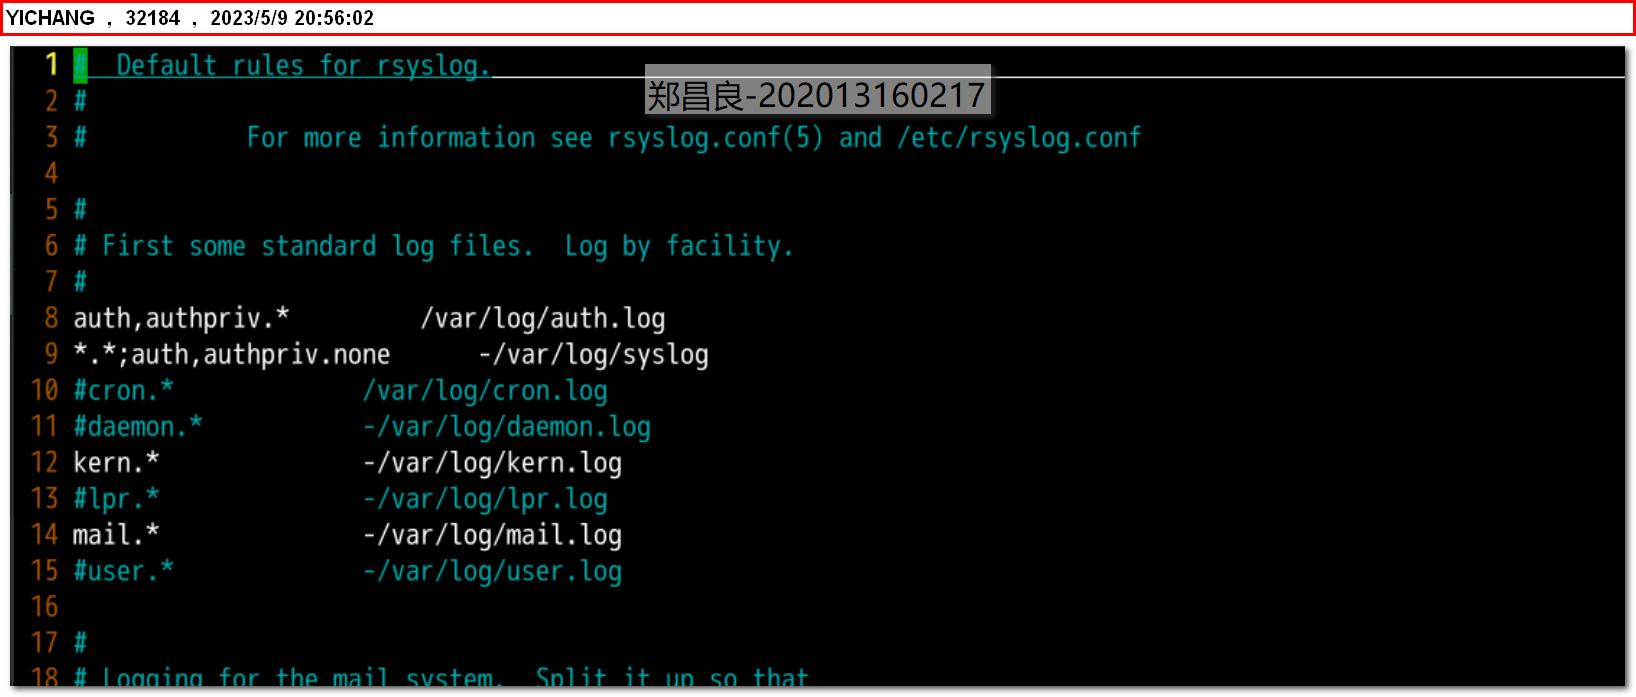 YICHANG , 32184 , 2023/5/9 20:56:02
1 #  Default rules for rsyslog.
郑昌良-202013160217
2 #
3 #           For more information see rsyslog.conf(5) and /etc/rsyslog.conf
4
5 #
6 # First some standard log files.  Log by facility.
7 #
8 auth,authpriv.*         /var/log/auth.log
9 *.*;auth,authpriv.none      -/var/log/syslog
10 #cron.*             /var/log/cron.log
11 #daemon.*           -/var/log/daemon.log
12 kern.*              -/var/log/kern.log
13 #lpr.*              -/var/log/lpr.log
14 mail.*              -/var/log/mail.log
15 #user.*             -/var/log/user.log
16
17 #
18 # Logging for the mail system.  Split it up so that